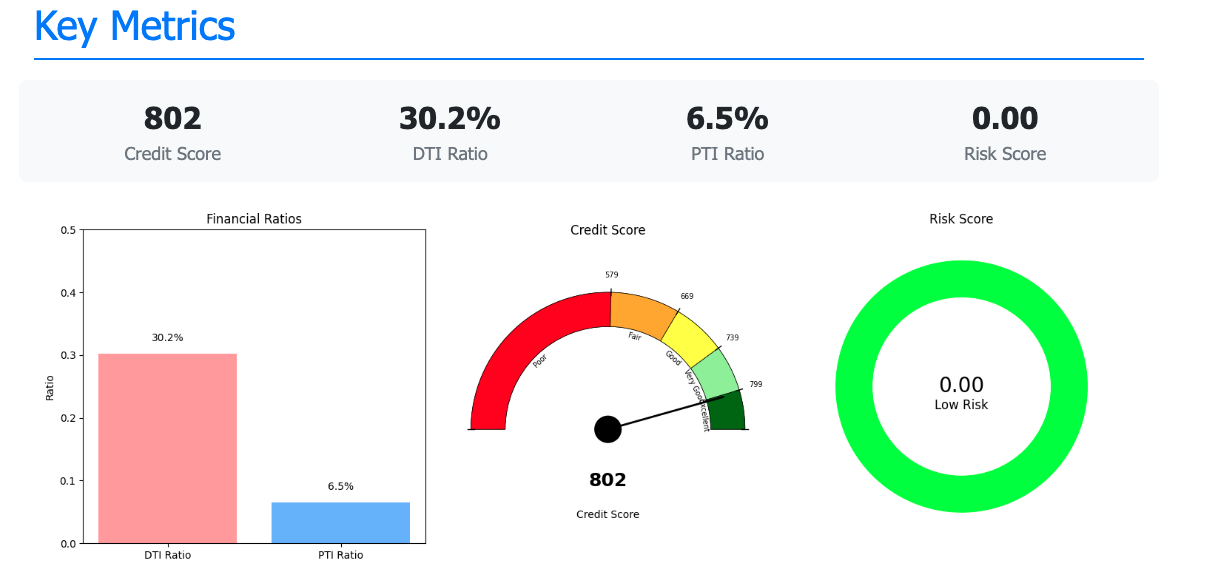 Key Metrics
802
Credit Score
30.2%
DTI Ratio
6.5%
PTI Ratio
0.00
Risk Score
Financial Ratios
0.5
0.4
0.3
0.2
0.1
0.0
Ratio
30.2%
6.5%
DTI Ratio
PTI Ratio
Credit Score
579
669
739
799
Poor
Fair
Good
Very Good
Excellent
802
Credit Score
Risk Score
0.00
Low Risk